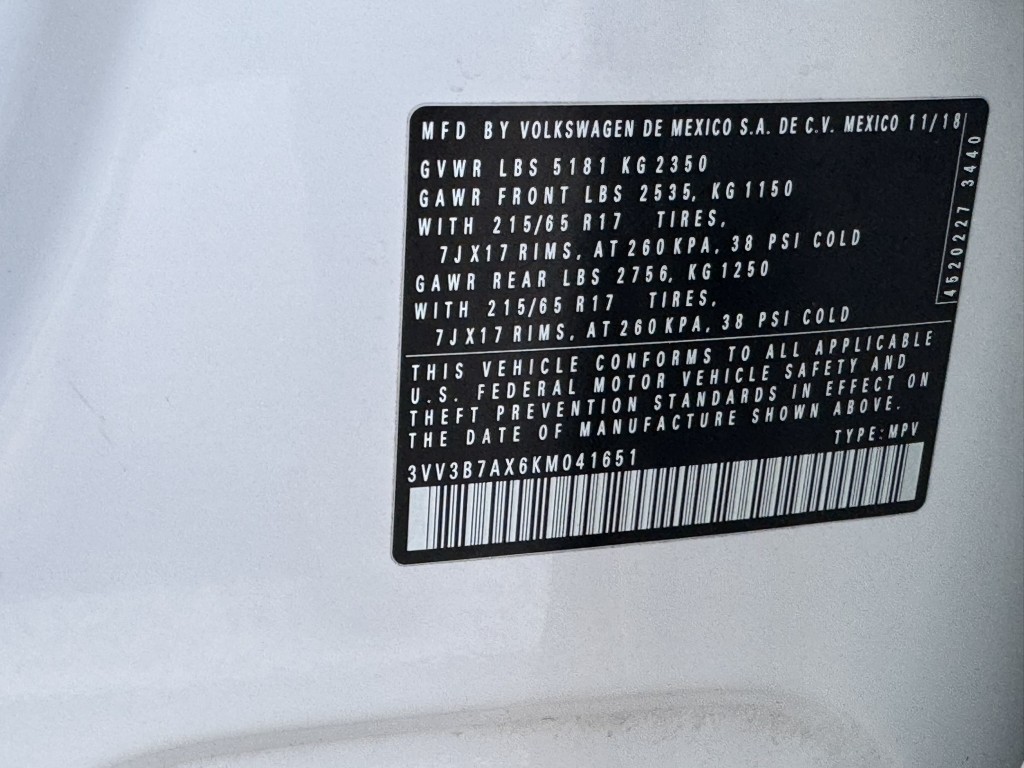 MFD BY VOLKSWAGEN DE MEXICO S.A. DE C.V. MEXICO 11/18
GVWR LBS 5181 KG 2350
GAWR FRONT LBS 2535, KG 1150
WITH 215/65 R17 TIRES,
7JX17 RIMS, AT 260 KPA, 38 PSI COLD
GAWR REAR LBS 2756, KG 1250
WITH 215/65 R17 TIRES,
7JX17 RIMS, AT 260 KPA, 38 PSI COLD
4520227 3440
THIS VEHICLE CONFORMS TO ALL APPLICABLE
U.S. FEDERAL MOTOR VEHICLE SAFETY AND
THEFT PREVENTION STANDARDS IN EFFECT ON
THE DATE OF MANUFACTURE SHOWN ABOVE.
TYPE: MPV
3VV3B7AX6KM041651